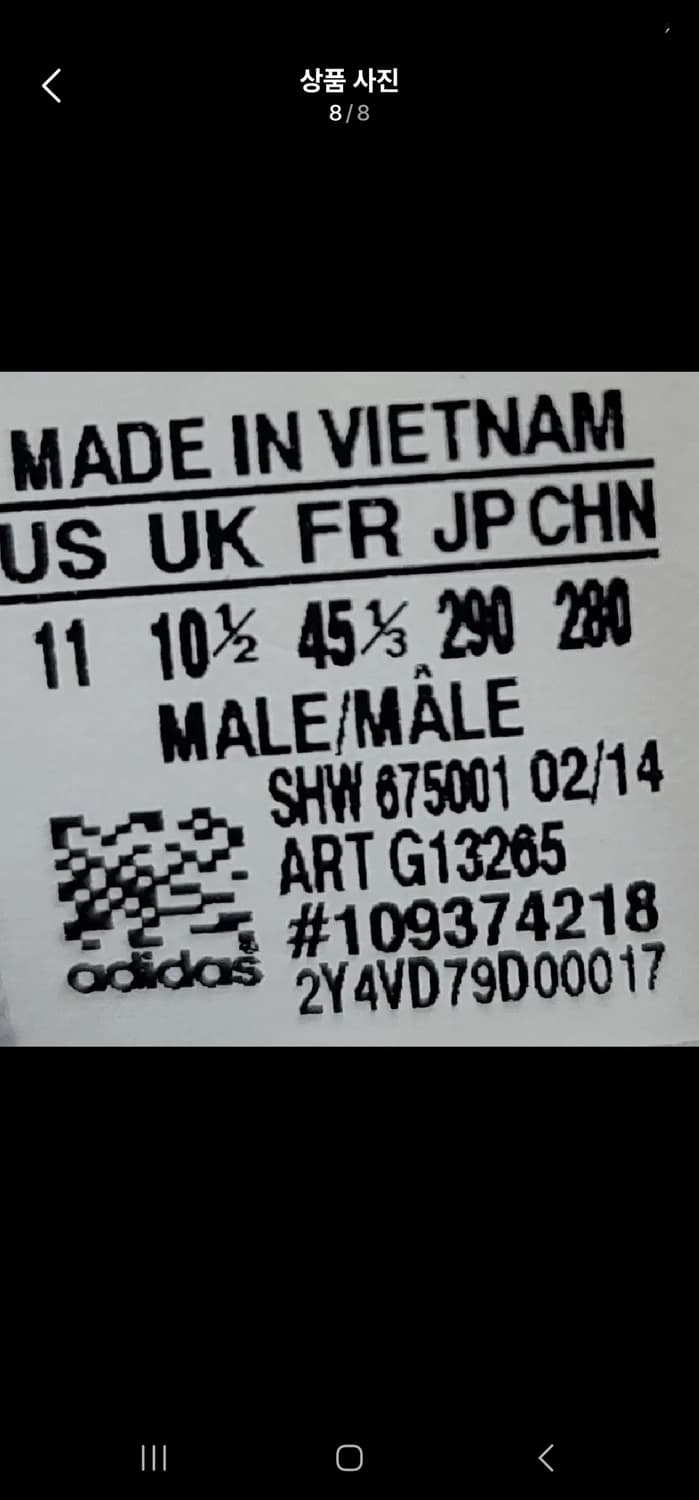 상품 사진
8/8
MADE IN VIETNAM
US UK FR JP CHN
11 10½ 45⅓ 290 280
MALE/MÂLE
SHW 675001 02/14
ART G13265
#109374218
2Y4VD79D00017
adidas